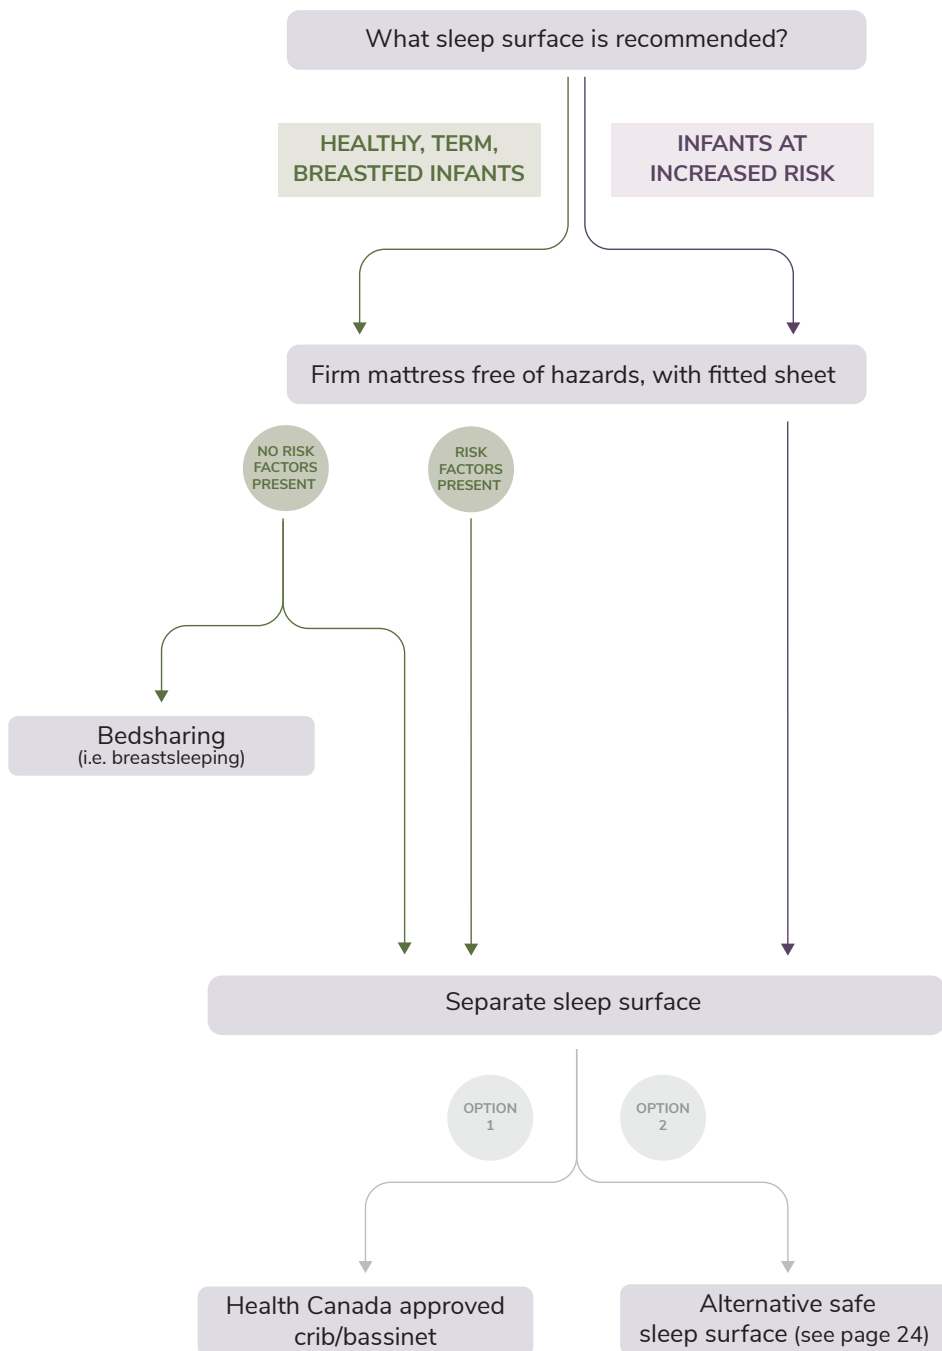 What sleep surface is recommended?
HEALTHY, TERM,
BREASTFED INFANTS
INFANTS AT
INCREASED RISK
Firm mattress free of hazards, with fitted sheet
NO RISK
FACTORS
PRESENT
RISK
FACTORS
PRESENT
Bedsharing
(i.e. breastsleeping)
Separate sleep surface
OPTION
1
OPTION
2
Health Canada approved
crib/bassinet
Alternative safe
sleep surface (see page 24)